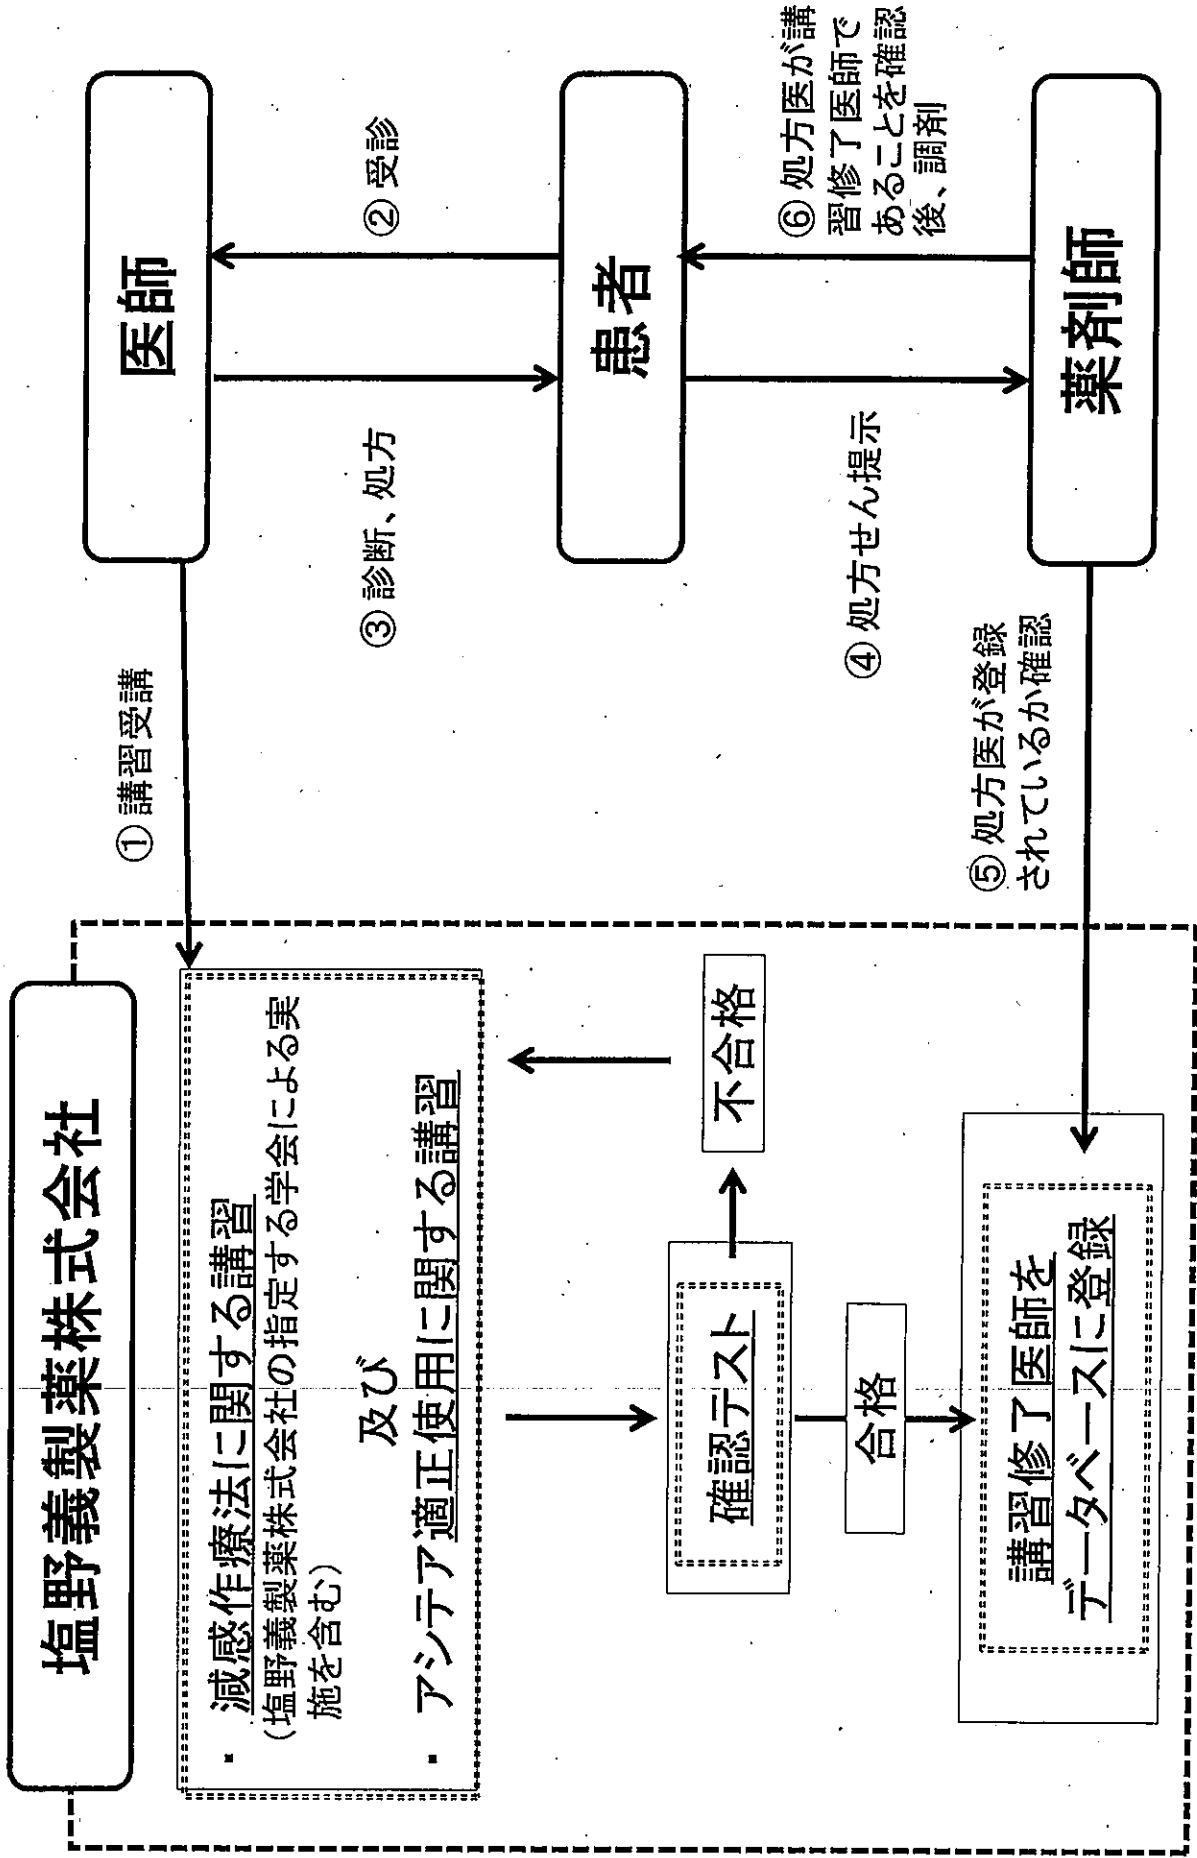 塩野義製薬株式会社
・減感作療法に関する講習
（塩野義製薬株式会社の指定する学会による実
施を含む）
及び
・アシテア適正使用に関する講習
確認テスト
不合格
合格
講習修了医師を
データベースに登録
①講習受講
医師
②受診
③診断、処方
患者
④処方せん提示
⑤処方医が登録
されているか確認
⑥処方医が講
習修了医師で
あることを確認
後、調剤
薬剤師